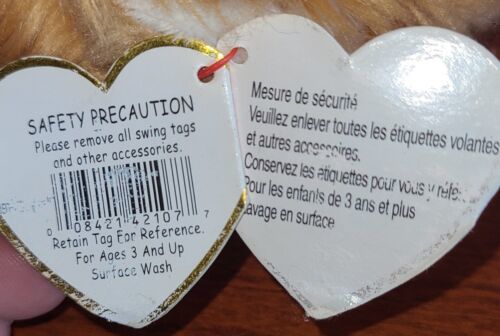 SAFETY PRECAUTION
Please remove all swing tags
and other accessories.
0 08421 42107 7
Retain Tag For Reference.
For Ages 3 And Up
Surface Wash
Mesure de sécurité
Veuillez enlever toutes les étiquettes volantes
et autres accessoires.
Conservez les étiquettes pour vous y
Pour les enfants de 3 ans et plus
Lavage en surface